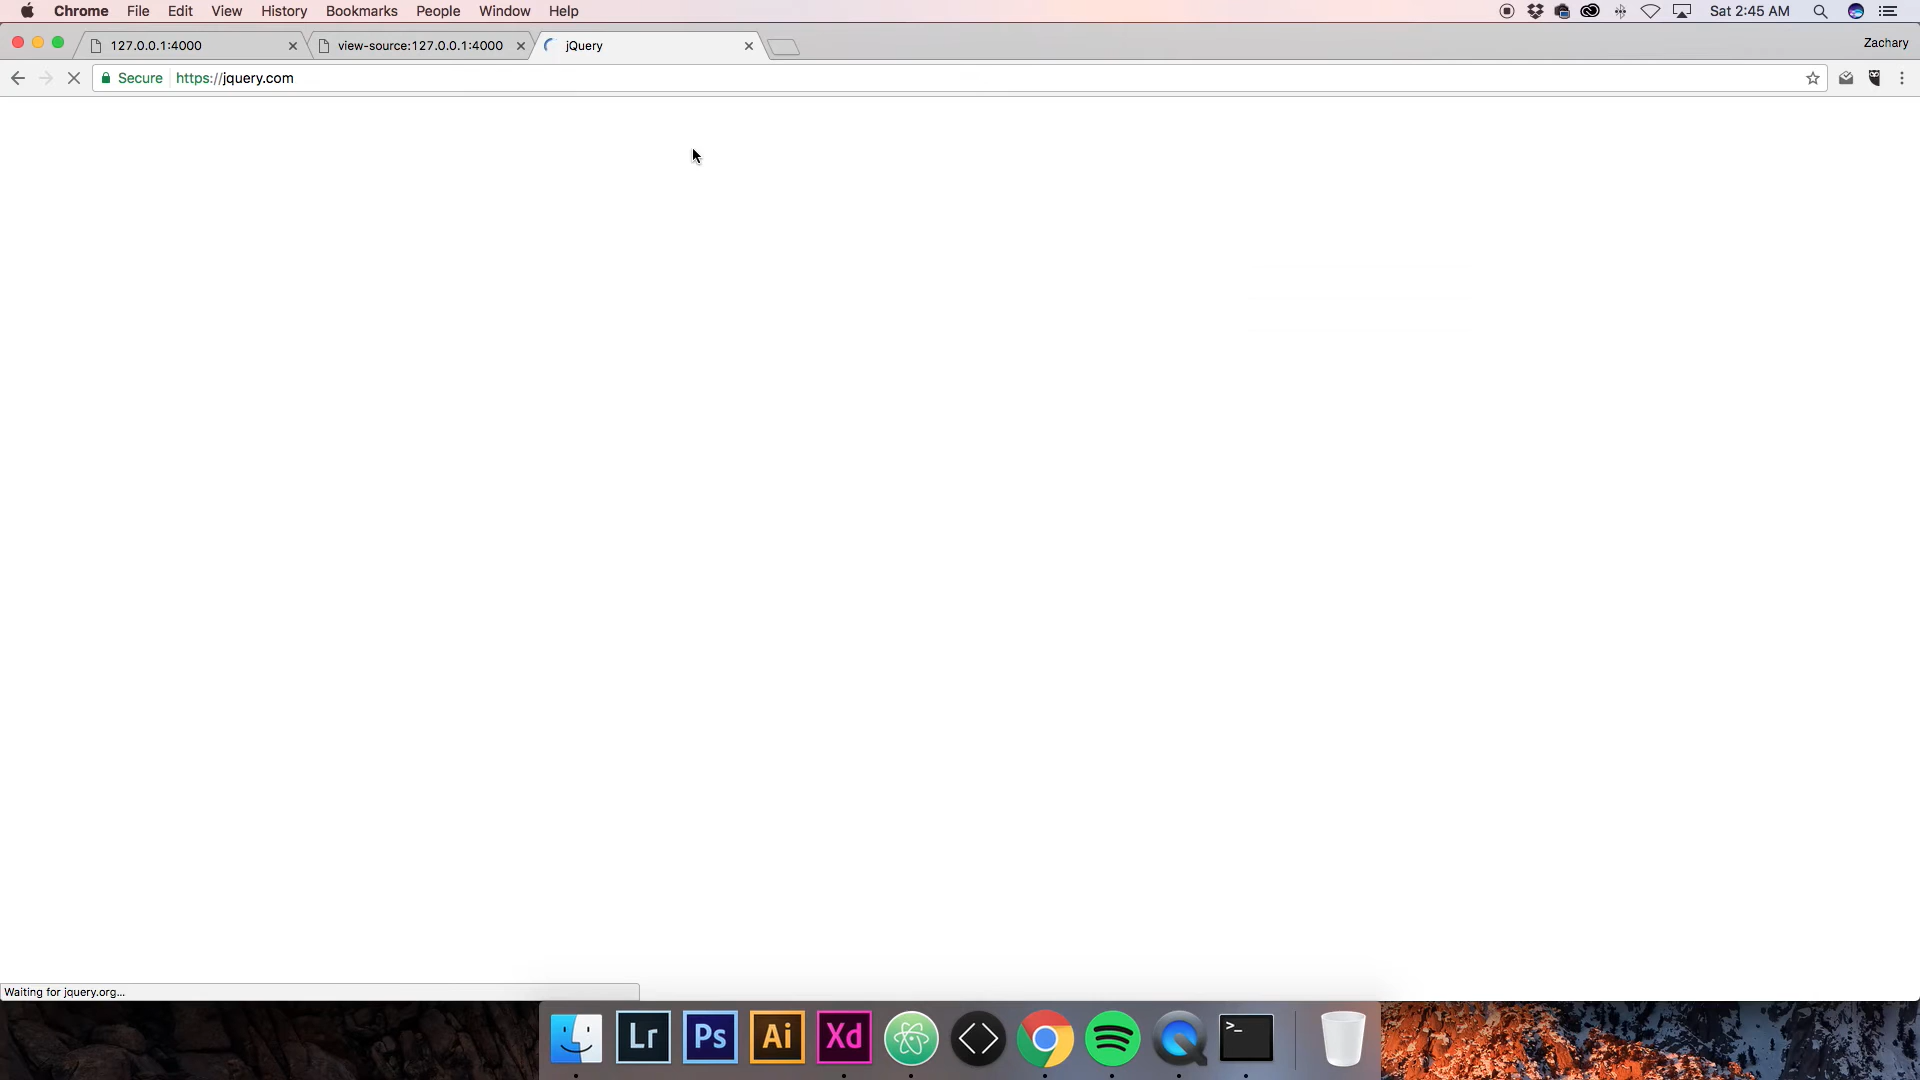 Chrome File Edit View History Bookmarks People Window Help Sat 2:45 AM
127.0.0.1:4000 view-source:127.0.0.1:4000 jQuery Zachary
Secure https://jquery.com
Waiting for jquery.org...
Lr Ps Ai Xd >_